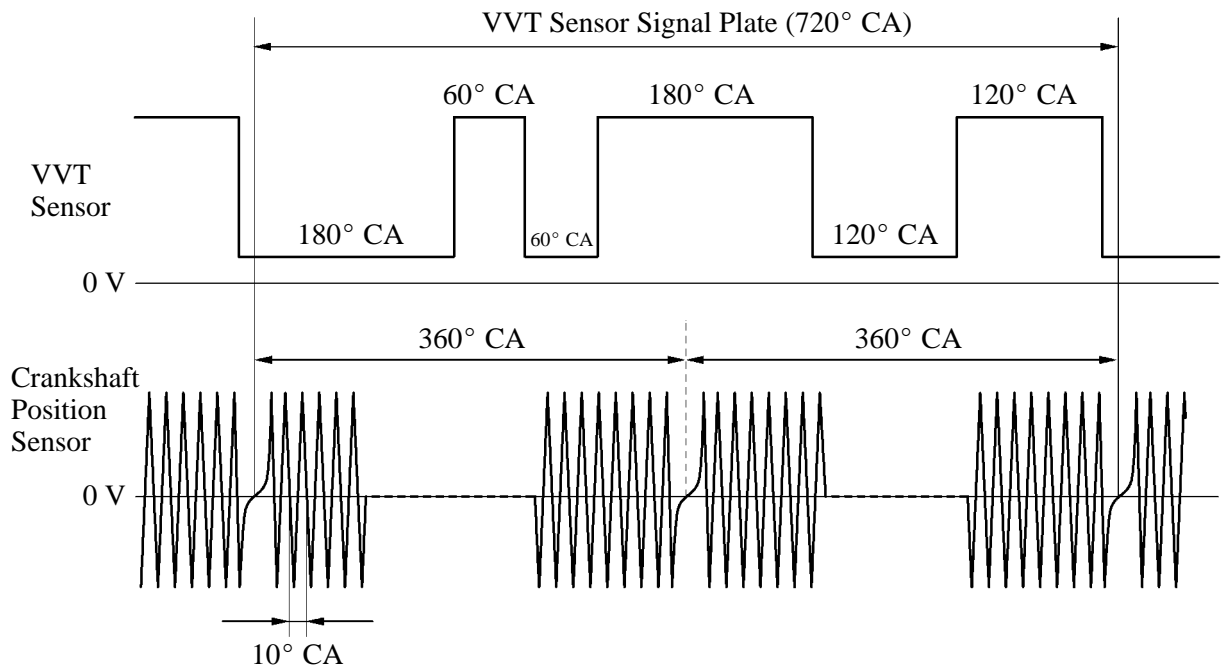 VVT Sensor Signal Plate (720° CA)
60° CA
180° CA
120° CA
VVT
Sensor
180° CA
60° CA
120° CA
0 V
360° CA
360° CA
Crankshaft
Position
Sensor
0 V
10° CA